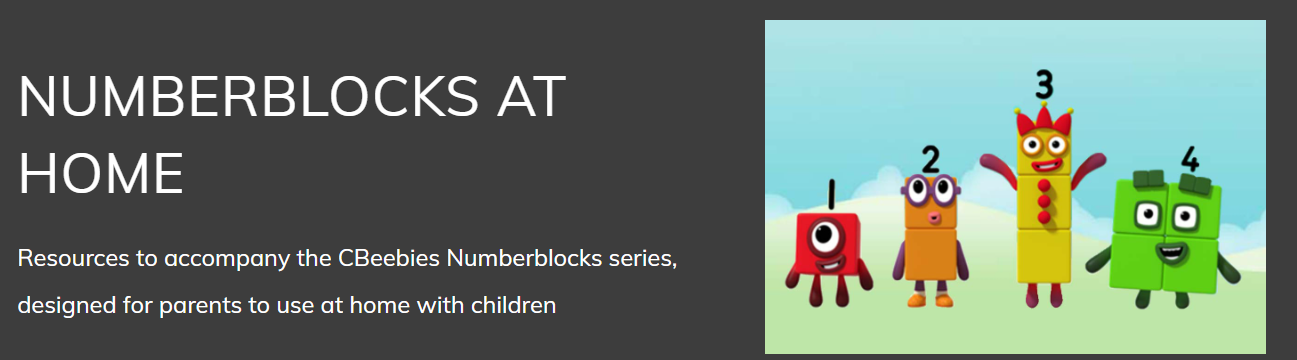 NUMBERBLOCKS AT
HOME
Resources to accompany the CBeebies Numberblocks series,
designed for parents to use at home with children
1
2
3
4